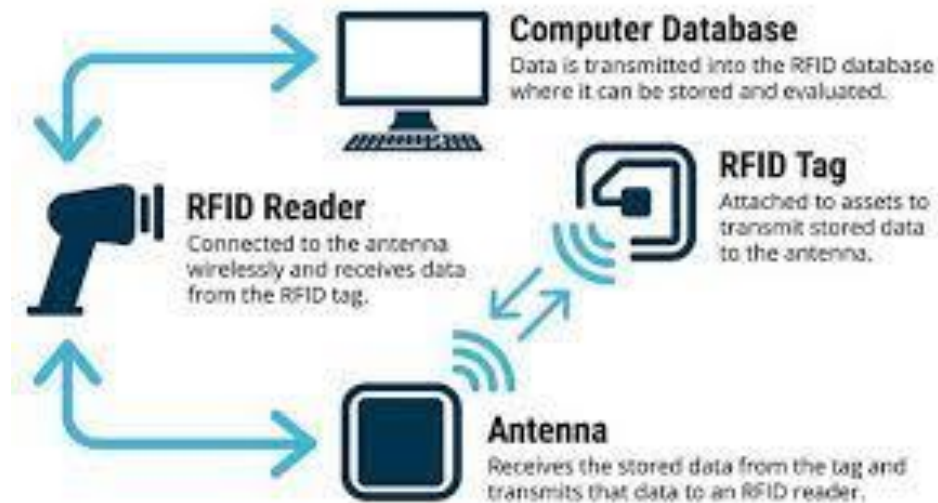 Computer Database
Data is transmitted into the RFID database
where it can be stored and evaluated.
RFID Tag
Attached to assets to
transmit stored data
to the antenna.
RFID Reader
Connected to the antenna
wirelessly and receives data
from the RFID tag.
Antenna
Receives the stored data from the tag and
transmits that data to an RFID reader.